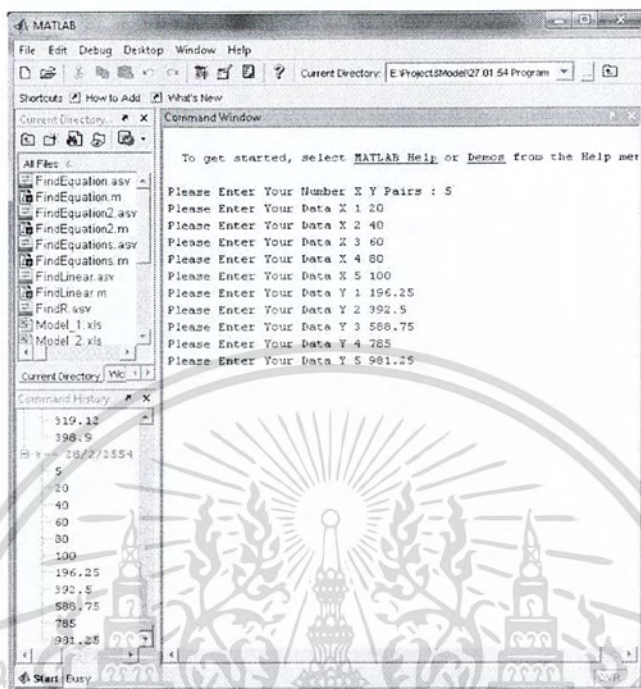 MATLAB
File Edit Debug Desktop Window Help
? Current Directory: E:\Projects\Model\27 01 54 Program
Shortcuts How to Add What's New
Current Directory...
All Files
FindEquation.asv
FindEquation.m
FindEquation2.asv
FindEquation2.m
FindEquations.asv
FindEquations.m
FindLinear.asv
FindLinear.m
FindR.asv
Model_1.xls
Model_2.xls
Current Directory Wo
Command History
319.12
398.9
%-- 28/2/2554
5
20
40
60
80
100
196.25
392.5
588.75
785
981.25
Command Window
To get started, select MATLAB Help or Demos from the Help men
Please Enter Your Number X Y Pairs : 5
Please Enter Your Data X 1 20
Please Enter Your Data X 2 40
Please Enter Your Data X 3 60
Please Enter Your Data X 4 80
Please Enter Your Data X 5 100
Please Enter Your Data Y 1 196.25
Please Enter Your Data Y 2 392.5
Please Enter Your Data Y 3 588.75
Please Enter Your Data Y 4 785
Please Enter Your Data Y 5 981.25
Start Busy
OVR